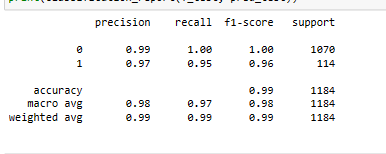 precision recall f1-score support
0 0.99 1.00 1.00 1070
1 0.97 0.95 0.96 114
accuracy 0.99 1184
macro avg 0.98 0.97 0.98 1184
weighted avg 0.99 0.99 0.99 1184